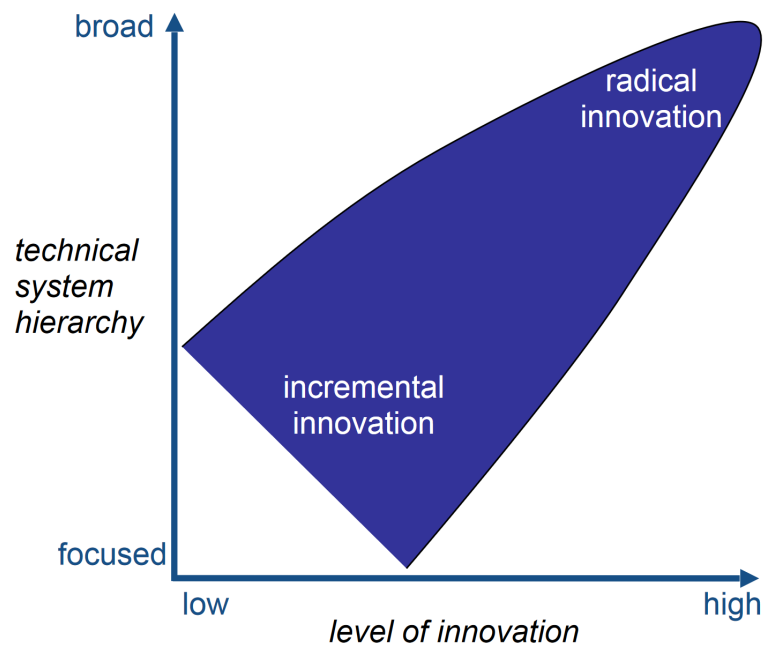 broad
radical
innovation
technical
system
hierarchy
incremental
innovation
focused
low
high
level of innovation